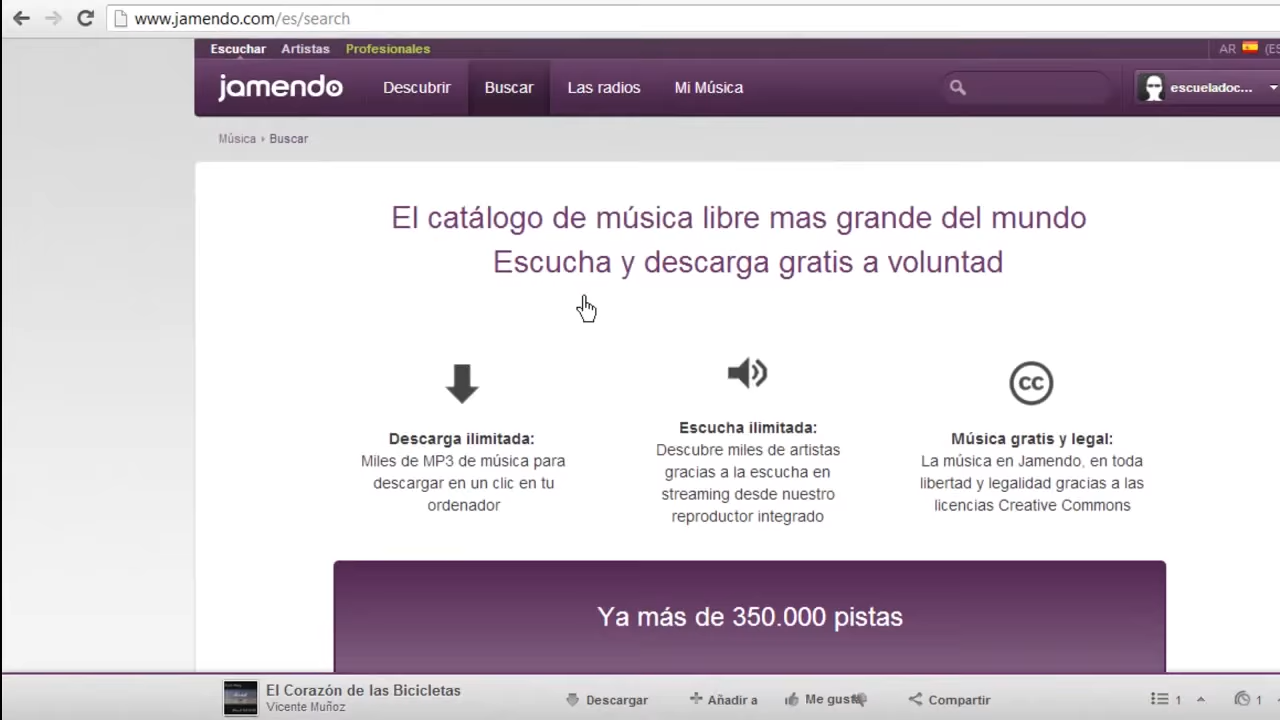 www.jamendo.com/es/search
Escuchar Artistas Profesionales AR (ES
jamendo Descubrir Buscar Las radios Mi Música escueladoc...
Música Buscar
El catálogo de música libre mas grande del mundo
Escucha y descarga gratis a voluntad
CC
Descarga ilimitada:
Miles de MP3 de música para
descargar en un clic en tu
ordenador
Escucha ilimitada:
Descubre miles de artistas
gracias a la escucha en
streaming desde nuestro
reproductor integrado
Música gratis y legal:
La música en Jamendo, en toda
libertad y legalidad gracias a las
licencias Creative Commons
Ya más de 350.000 pistas
El Corazón de las Bicicletas
Vicente Muñoz
Descargar Añadir a Me gusta Compartir 1 1